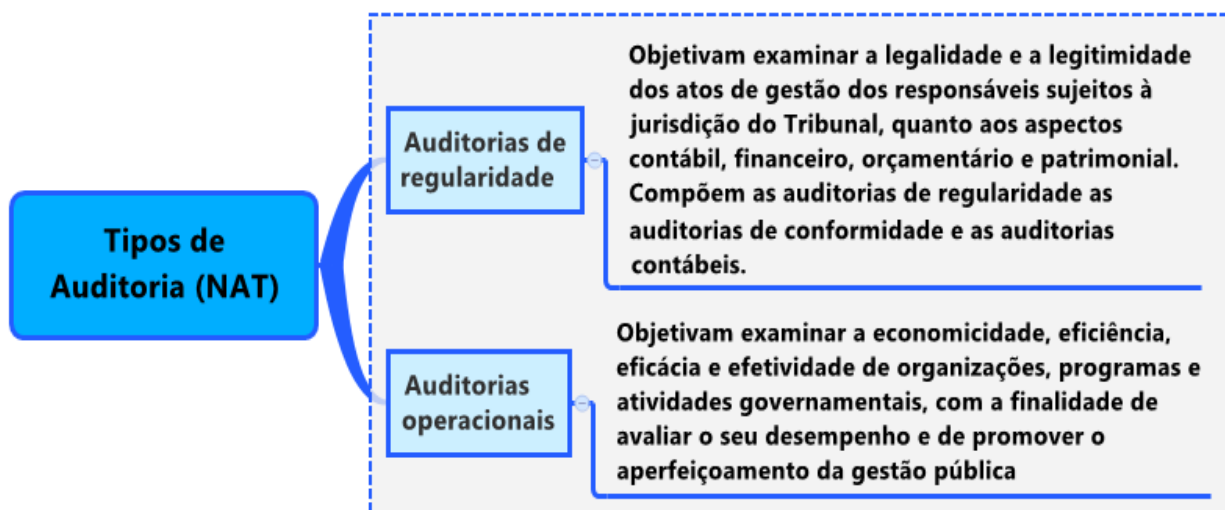 Tipos de
Auditoria (NAT)
Auditorias de
regularidade
Objetivam examinar a legalidade e a legitimidade
dos atos de gestão dos responsáveis sujeitos à
jurisdição do Tribunal, quanto aos aspectos
contábil, financeiro, orçamentário e patrimonial.
Compõem as auditorias de regularidade as
auditorias de conformidade e as auditorias
contábeis.
Auditorias
operacionais
Objetivam examinar a economicidade, eficiência,
eficácia e efetividade de organizações, programas e
atividades governamentais, com a finalidade de
avaliar o seu desempenho e de promover o
aperfeiçoamento da gestão pública